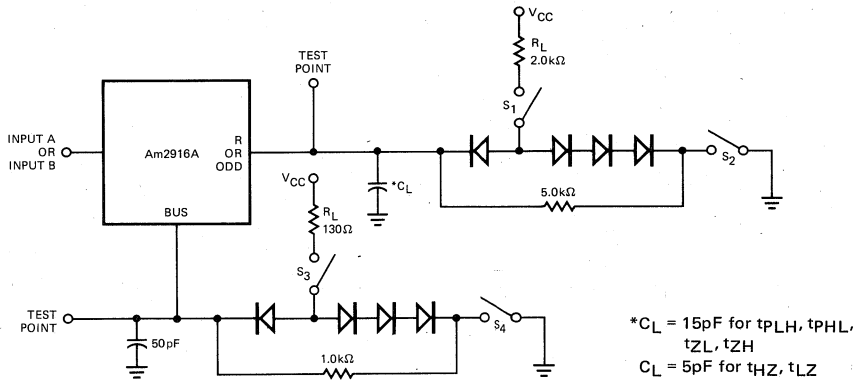 VCC
RL
2.0kΩ
TEST
POINT
S1
INPUT A
OR
INPUT B
Am2916A
R
OR
ODD
S2
VCC
*CL
5.0kΩ
BUS
RL
130Ω
S3
TEST
POINT
S4
50pF
1.0kΩ
*CL = 15pF for tPLH, tPHL,
tZL, tZH
CL = 5pF for tHZ, tLZ